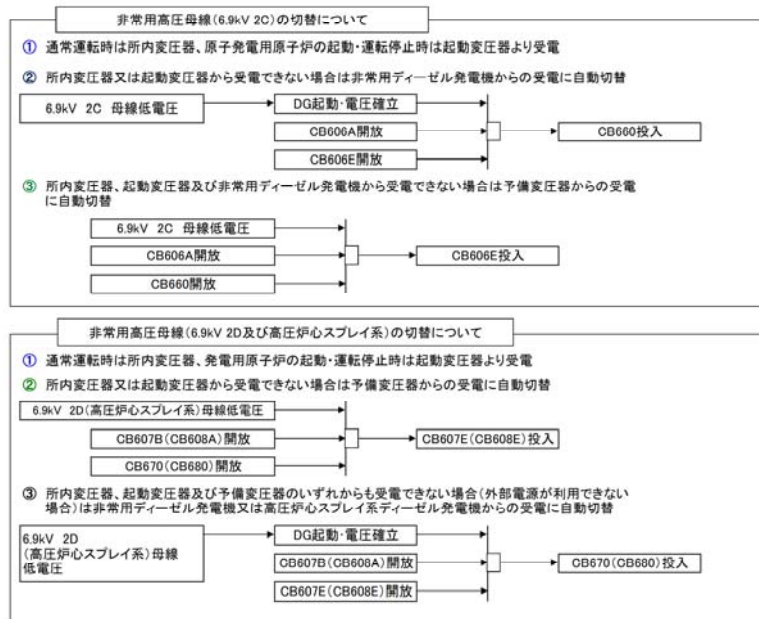 非常用高圧母線(6.9kV 2C)の切替について
① 通常運転時は所内変圧器、原子発電用原子炉の起動・運転停止時は起動変圧器より受電
② 所内変圧器又は起動変圧器から受電できない場合は非常用ディーゼル発電機からの受電に自動切替
6.9kV 2C 母線低電圧
DG起動・電圧確立
CB606A開放
CB606E開放
CB660投入
③ 所内変圧器、起動変圧器及び非常用ディーゼル発電機から受電できない場合は予備変圧器からの受電
に自動切替
6.9kV 2C 母線低電圧
CB606A開放
CB660開放
CB606E投入
非常用高圧母線(6.9kV 2D及び高圧炉心スプレイ系)の切替について
① 通常運転時は所内変圧器、発電用原子炉の起動・運転停止時は起動変圧器より受電
② 所内変圧器又は起動変圧器から受電できない場合は予備変圧器からの受電に自動切替
6.9kV 2D(高圧炉心スプレイ系)母線低電圧
CB607B(CB608A)開放
CB670(CB680)開放
CB607E(CB608E)投入
③ 所内変圧器、起動変圧器及び予備変圧器のいずれからも受電できない場合(外部電源が利用できない
場合)は非常用ディーゼル発電機又は高圧炉心スプレイ系ディーゼル発電機からの受電に自動切替
6.9kV 2D
(高圧炉心スプレイ系)母線
低電圧
DG起動・電圧確立
CB607B(CB608A)開放
CB607E(CB608E)開放
CB670(CB680)投入